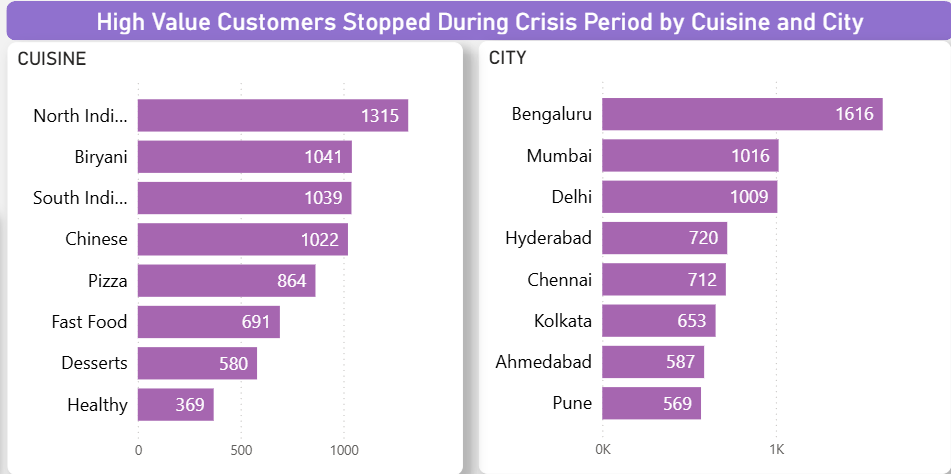 High Value Customers Stopped During Crisis Period by Cuisine and City
CUISINE
North Indi... 1315
Biryani 1041
South Indi... 1039
Chinese 1022
Pizza 864
Fast Food 691
Desserts 580
Healthy 369
0 500 1000
CITY
Bengaluru 1616
Mumbai 1016
Delhi 1009
Hyderabad 720
Chennai 712
Kolkata 653
Ahmedabad 587
Pune 569
0K 1K